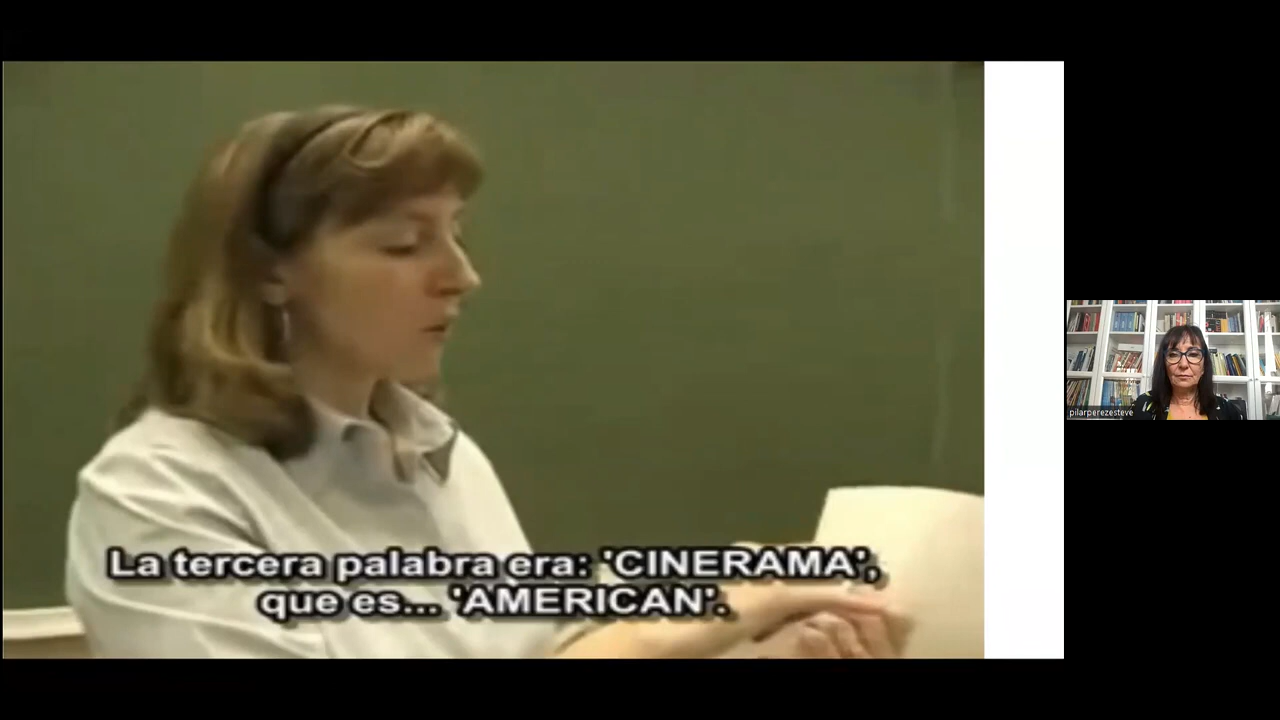 La tercera palabra era: 'CINERAMA',
que es... 'AMERICAN'.
pilarperezesteve